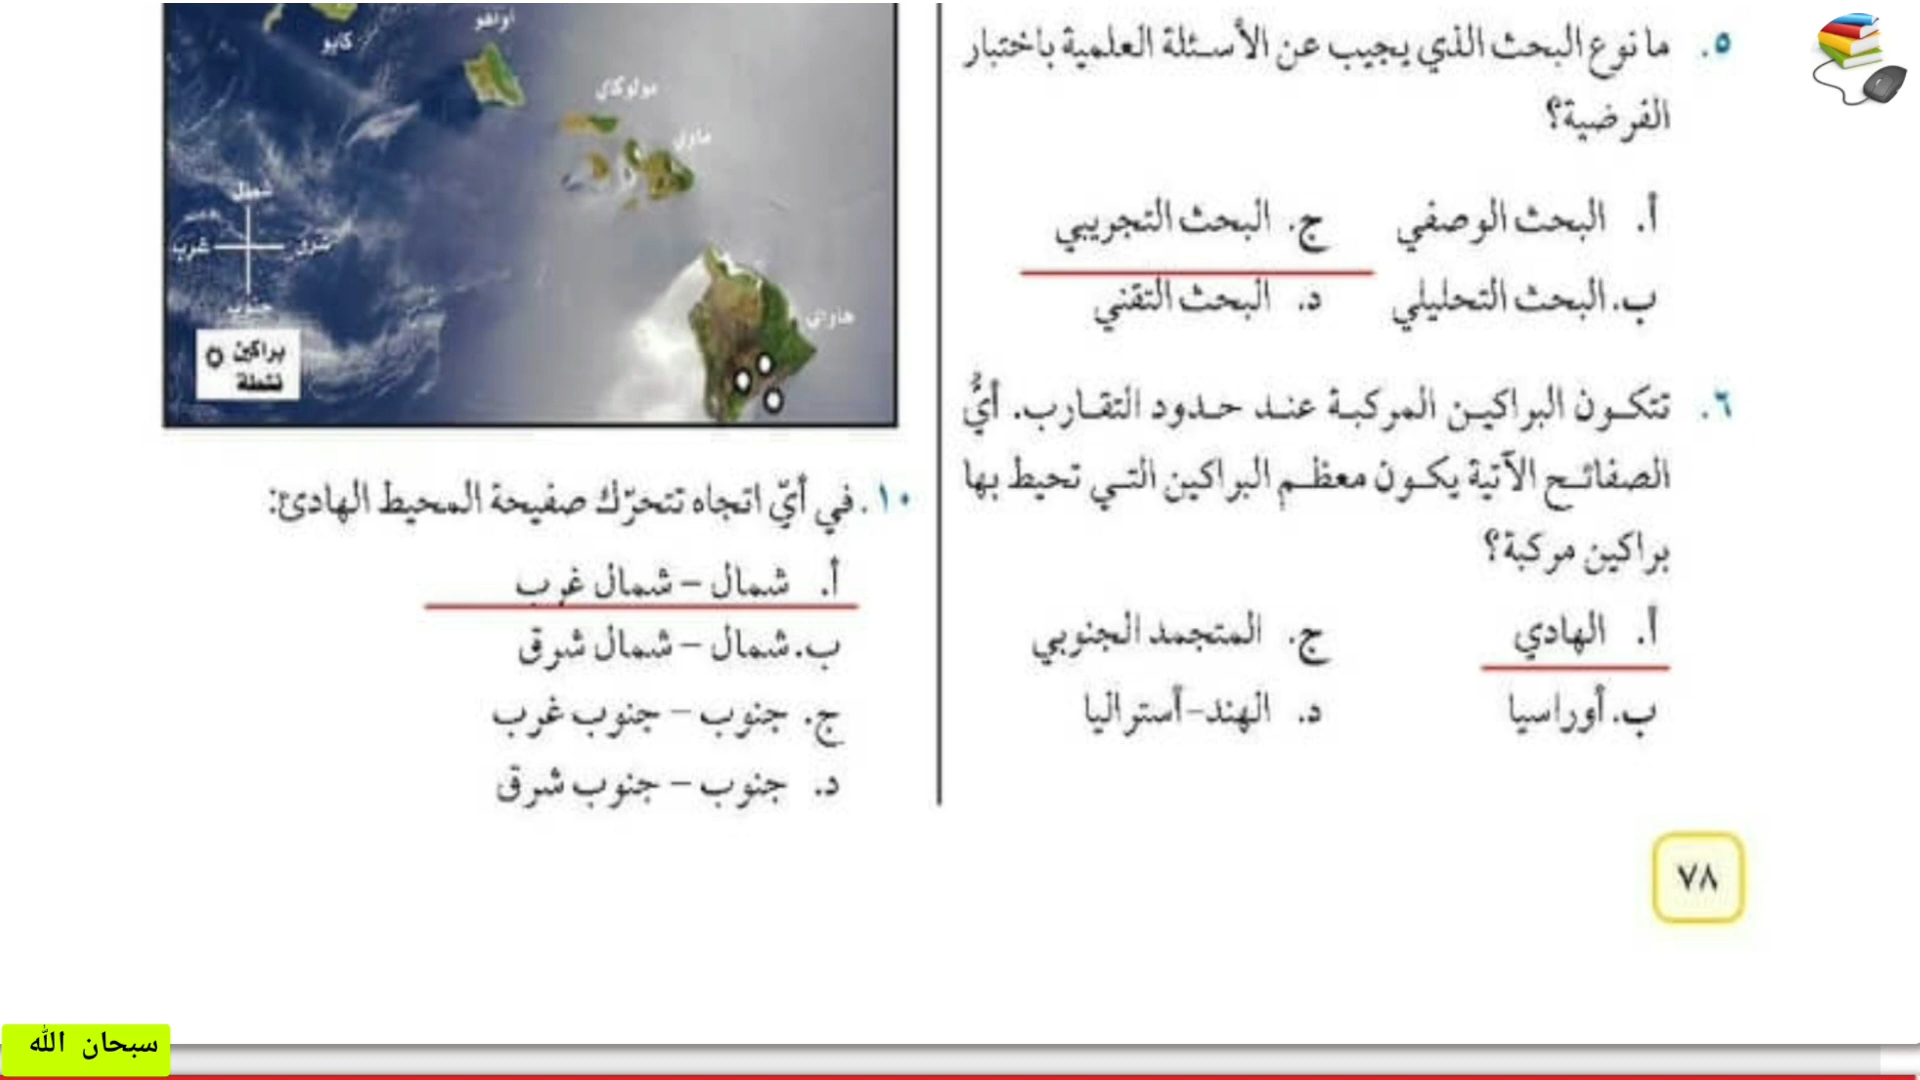 ٥. ما نوع البحث الذي يجيب عن الأسئلة العلمية باختبار
الفرضية؟
أ. البحث الوصفي
ج. البحث التجريبي
ب. البحث التحليلي
د. البحث التقني
٦. تتكون البراكين المركبة عند حدود التقارب. أيُّ
الصفائح الآتية يكون معظم البراكين التي تحيط بها
براكين مركبة؟
أ. الهادي
ج. المتجمد الجنوبي
ب. أوراسيا
د. الهند-أستراليا
٧٨
أواهو
كايو
مولوكاي
ماوي
هاواي
شمال
غرب
شرق
جنوب
براكين
نشطة
١٠. في أيّ اتجاه تتحرّك صفيحة المحيط الهادئ:
أ. شمال – شمال غرب
ب. شمال – شمال شرق
ج. جنوب – جنوب غرب
د. جنوب – جنوب شرق
سبحان الله